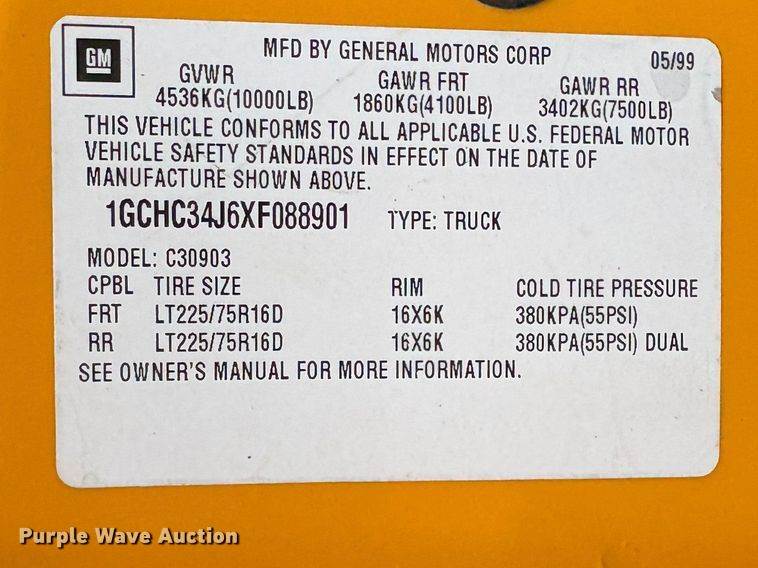 GM
MFD BY GENERAL MOTORS CORP 05/99
GVWR GAWR FRT GAWR RR
4536KG(10000LB) 1860KG(4100LB) 3402KG(7500LB)
THIS VEHICLE CONFORMS TO ALL APPLICABLE U.S. FEDERAL MOTOR
VEHICLE SAFETY STANDARDS IN EFFECT ON THE DATE OF
MANUFACTURE SHOWN ABOVE.
1GCHC34J6XF088901 TYPE: TRUCK
MODEL: C30903
CPBL TIRE SIZE RIM COLD TIRE PRESSURE
FRT LT225/75R16D 16X6K 380KPA(55PSI)
RR LT225/75R16D 16X6K 380KPA(55PSI) DUAL
SEE OWNER'S MANUAL FOR MORE INFORMATION.
Purple Wave Auction